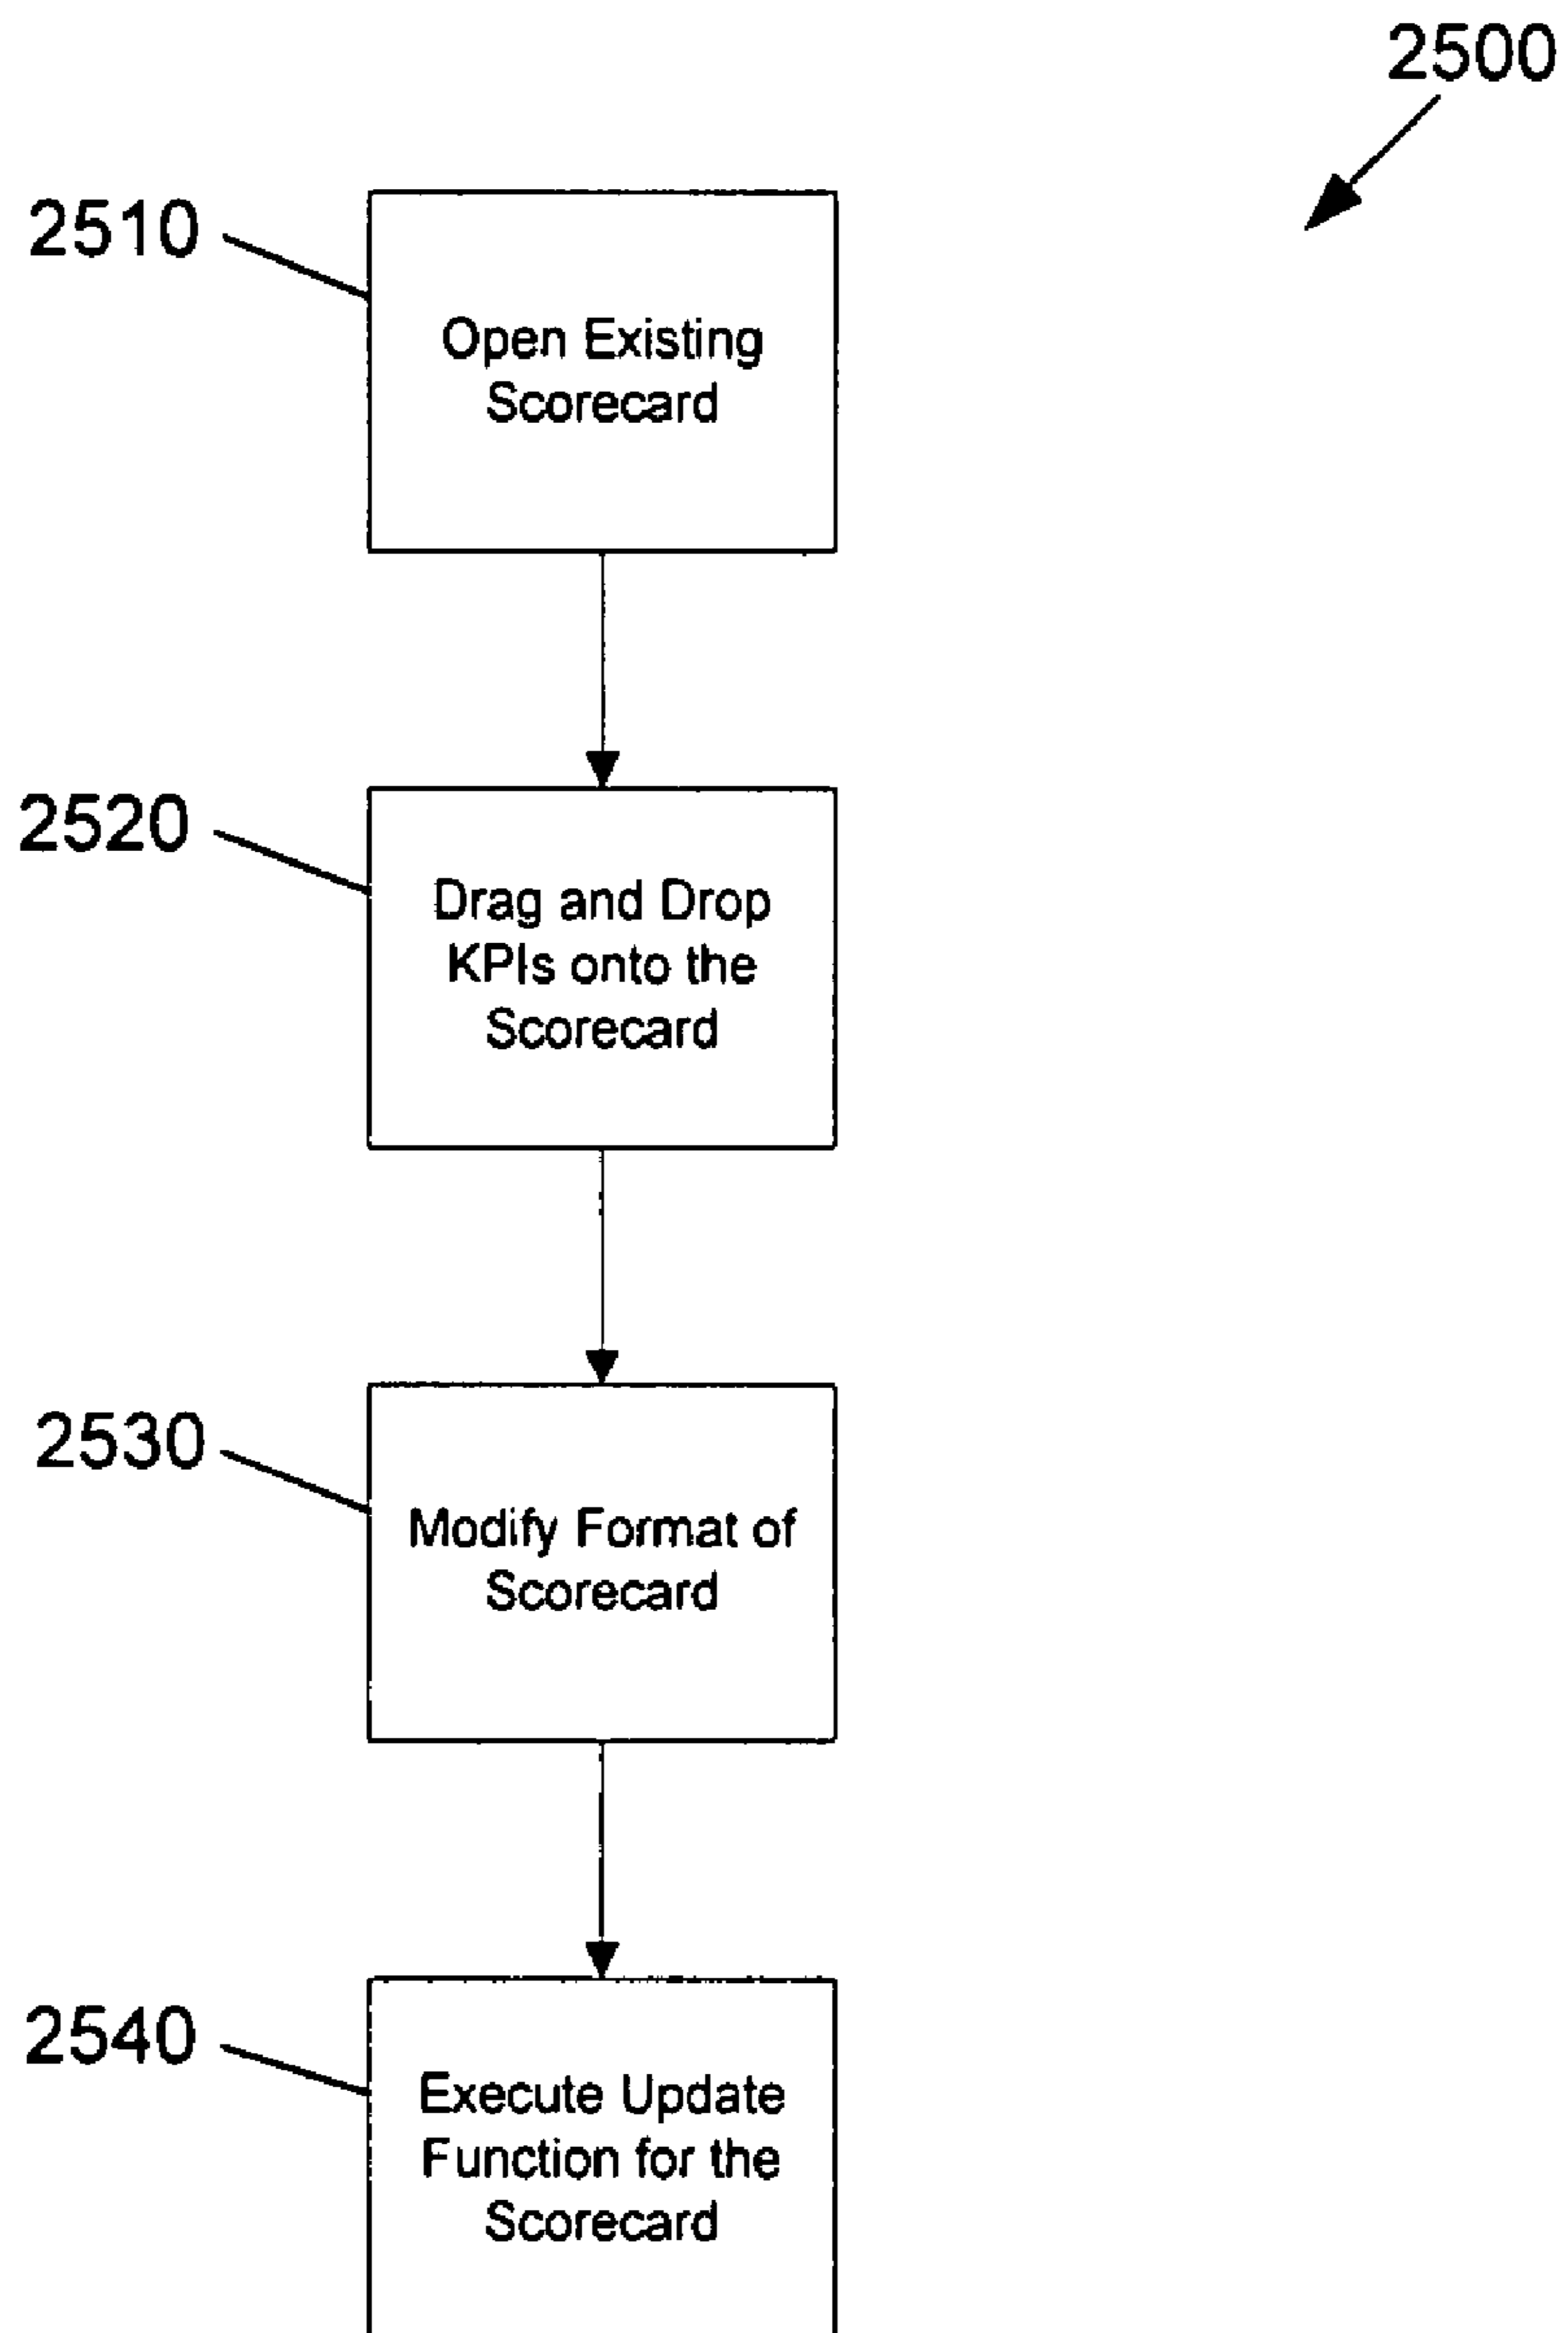 2500
2510
Open Existing
Scorecard
2520
Drag and Drop
KPIs onto the
Scorecard
2530
Modify Format of
Scorecard
2540
Execute Update
Function for the
Scorecard